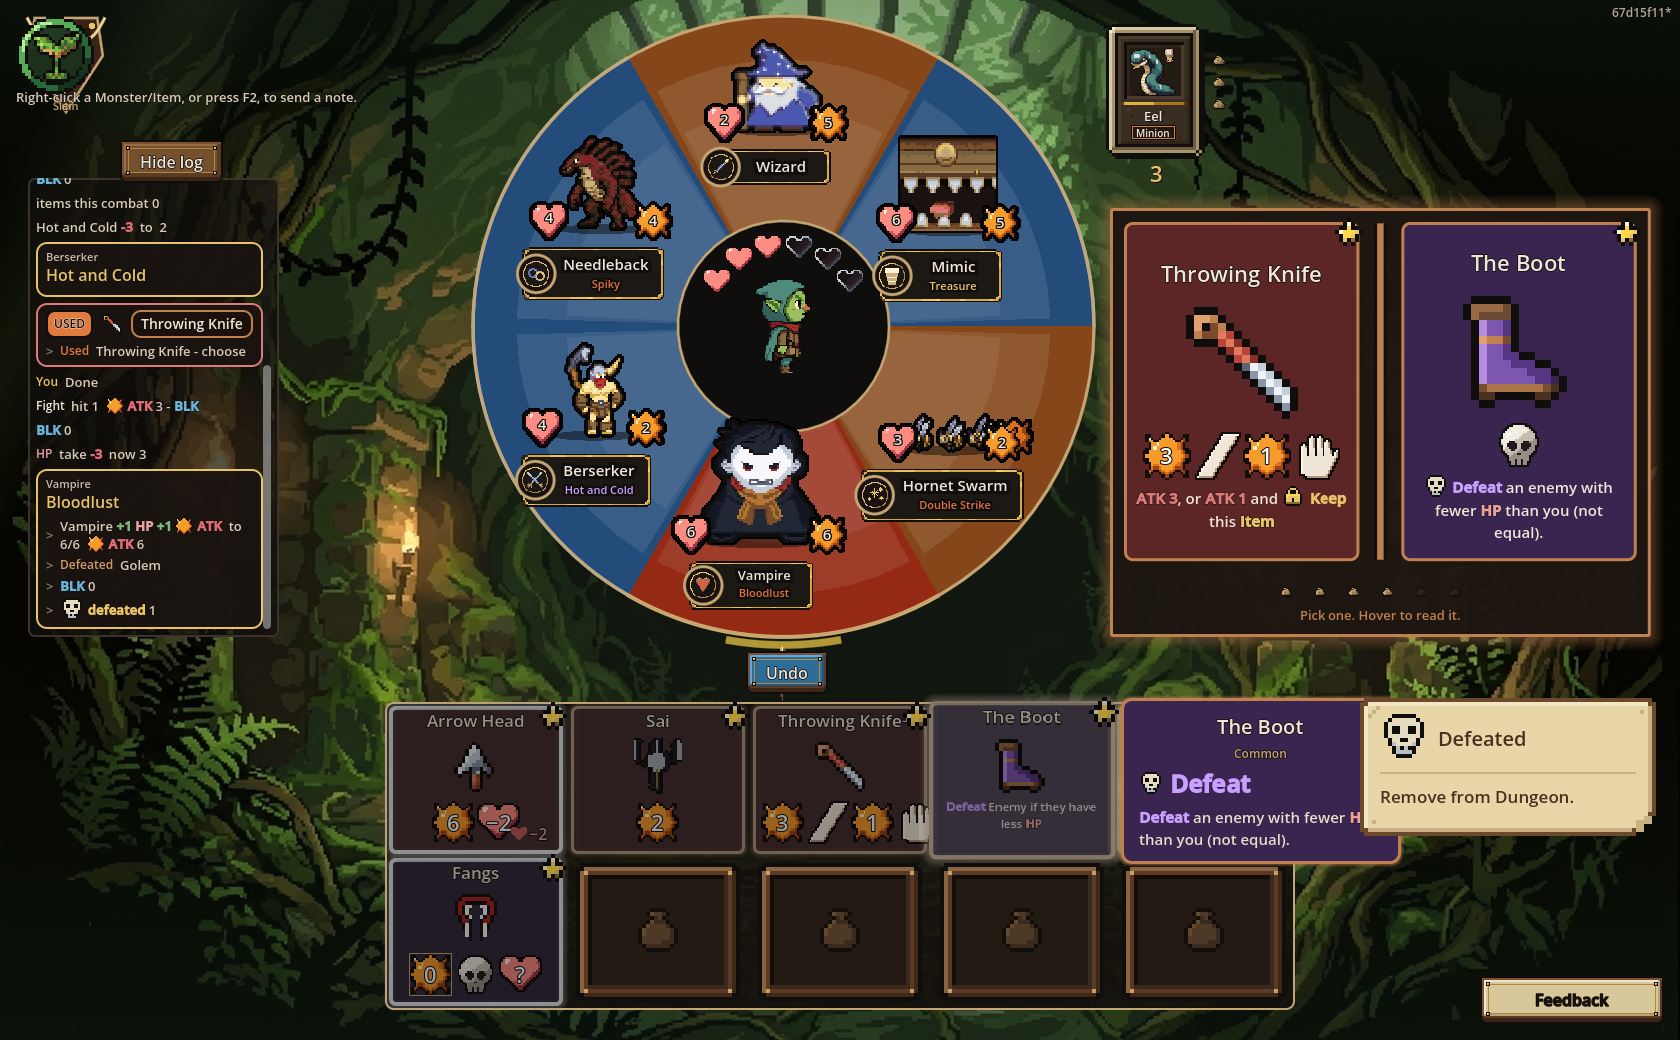 67d15f11*
Right-click a Monster/Item, or press F2, to send a note.
Slam
Hide log
BLK 0
items this combat 0
Hot and Cold -3 to 2
Berserker
Hot and Cold
USED Throwing Knife
> Used Throwing Knife - choose
You Done
Fight hit 1 ATK 3 - BLK
BLK 0
HP take -3 now 3
Vampire
Bloodlust
> Vampire +1 HP +1 ATK to
6/6 ATK 6
> Defeated Golem
> BLK 0
> defeated 1
2
5
Wizard
4
4
Needleback
Spiky
6
5
Mimic
Treasure
4
2
Berserker
Hot and Cold
3
2
Hornet Swarm
Double Strike
6
6
Vampire
Bloodlust
Undo
Eel
Minion
3
Throwing Knife
3
1
ATK 3, or ATK 1 and Keep
this Item
The Boot
Defeat an enemy with
fewer HP than you (not
equal).
Pick one. Hover to read it.
Arrow Head
6
-2
-2
Sai
2
Throwing Knife
3
1
The Boot
Defeat Enemy if they have
less HP
The Boot
Common
Defeat
Defeat an enemy with fewer H
than you (not equal).
Defeated
Remove from Dungeon.
Fangs
0
?
Feedback